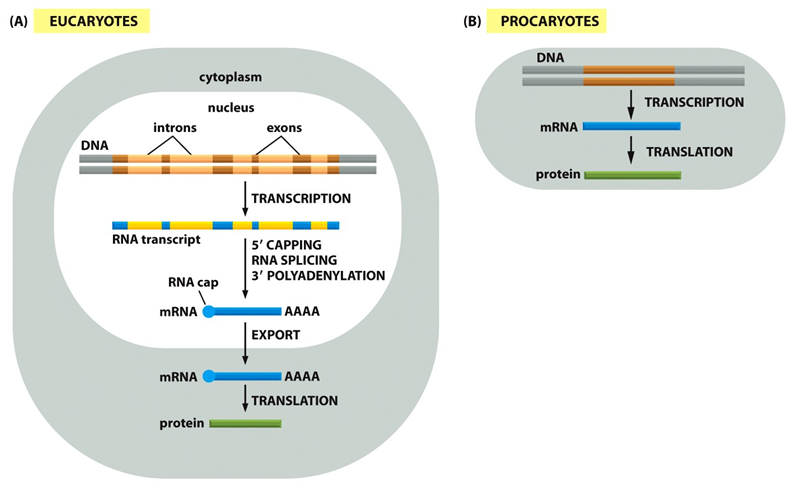 (A) EUCARYOTES
cytoplasm
nucleus
introns exons
DNA
TRANSCRIPTION
RNA transcript
5′ CAPPING
RNA SPLICING
3′ POLYADENYLATION
RNA cap
mRNA AAAA
EXPORT
mRNA AAAA
TRANSLATION
protein
(B) PROCARYOTES
DNA
TRANSCRIPTION
mRNA
TRANSLATION
protein